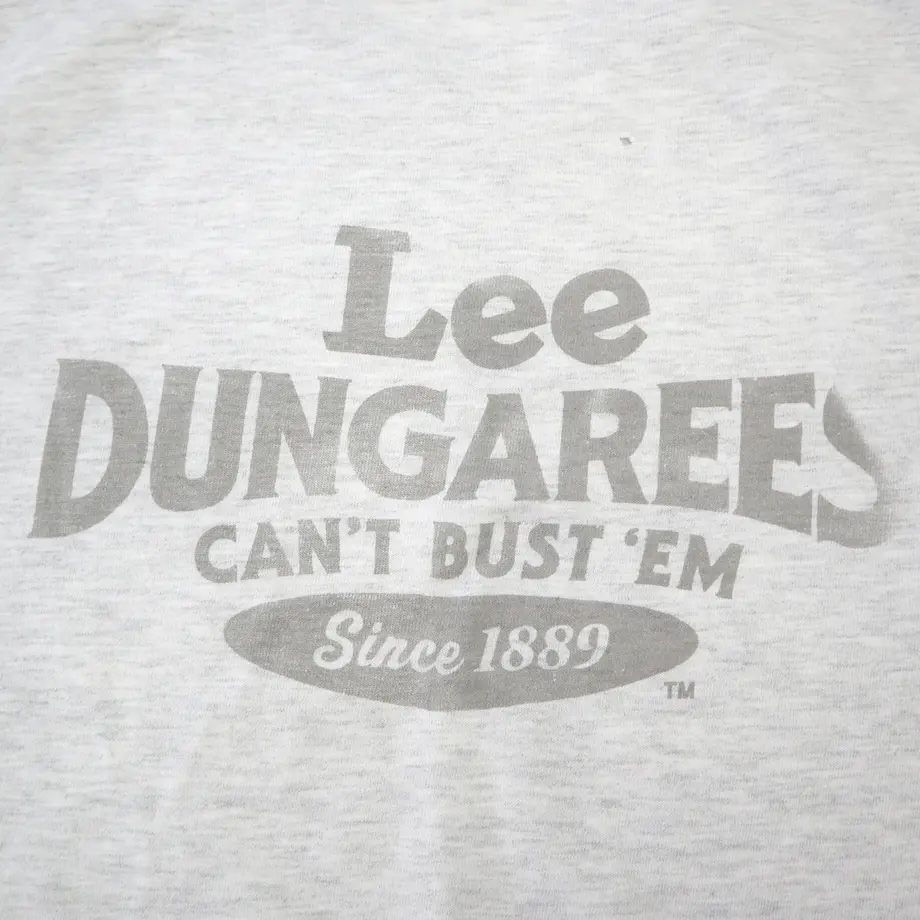 Lee
DUNGAREES
CAN'T BUST 'EM
Since 1889
TM